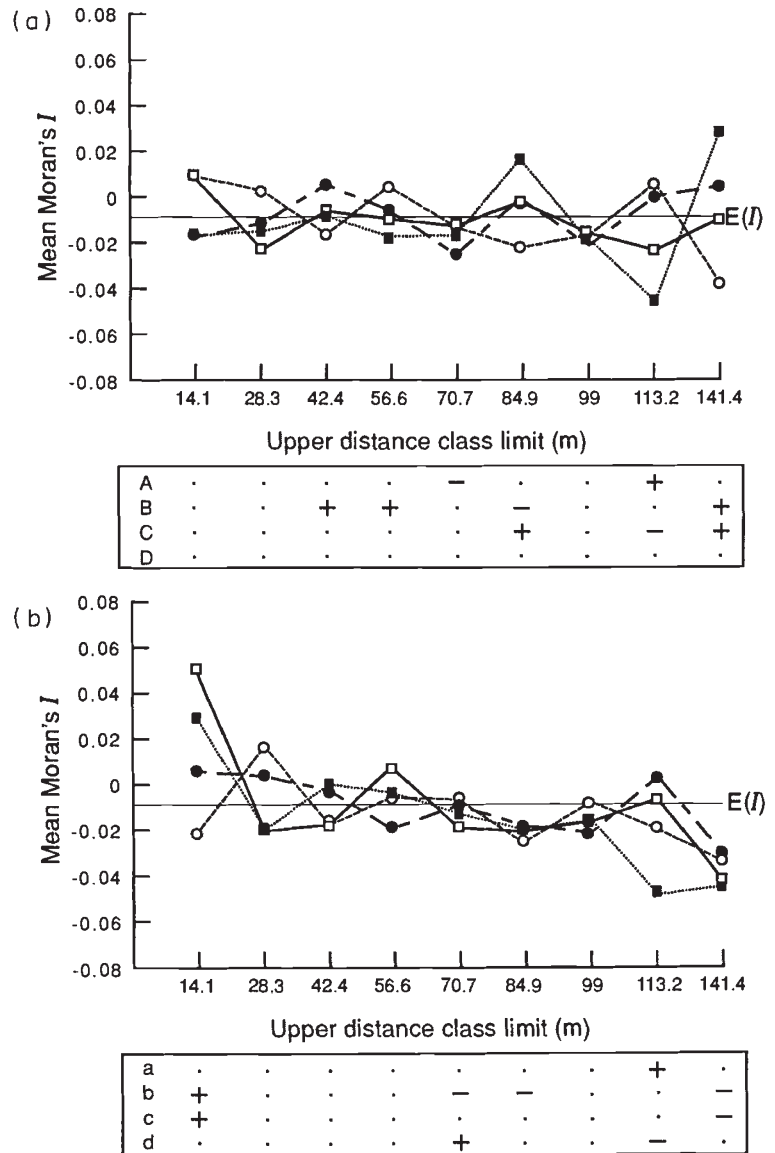 (a)
0.08
0.06
0.04
0.02
0
-0.02
-0.04
-0.06
-0.08
Mean Moran's I
E(I)
14.1 28.3 42.4 56.6 70.7 84.9 99 113.2 141.4
Upper distance class limit (m)
A · · · · − · · + ·
B · · + + · − · · +
C · · · · · + · − +
D · · · · · · · · ·
(b)
0.08
0.06
0.04
0.02
0
-0.02
-0.04
-0.06
-0.08
Mean Moran's I
E(I)
14.1 28.3 42.4 56.6 70.7 84.9 99 113.2 141.4
Upper distance class limit (m)
a · · · · · · · + ·
b + · · · − − · · −
c + · · · · · · · −
d · · · · + · · − ·